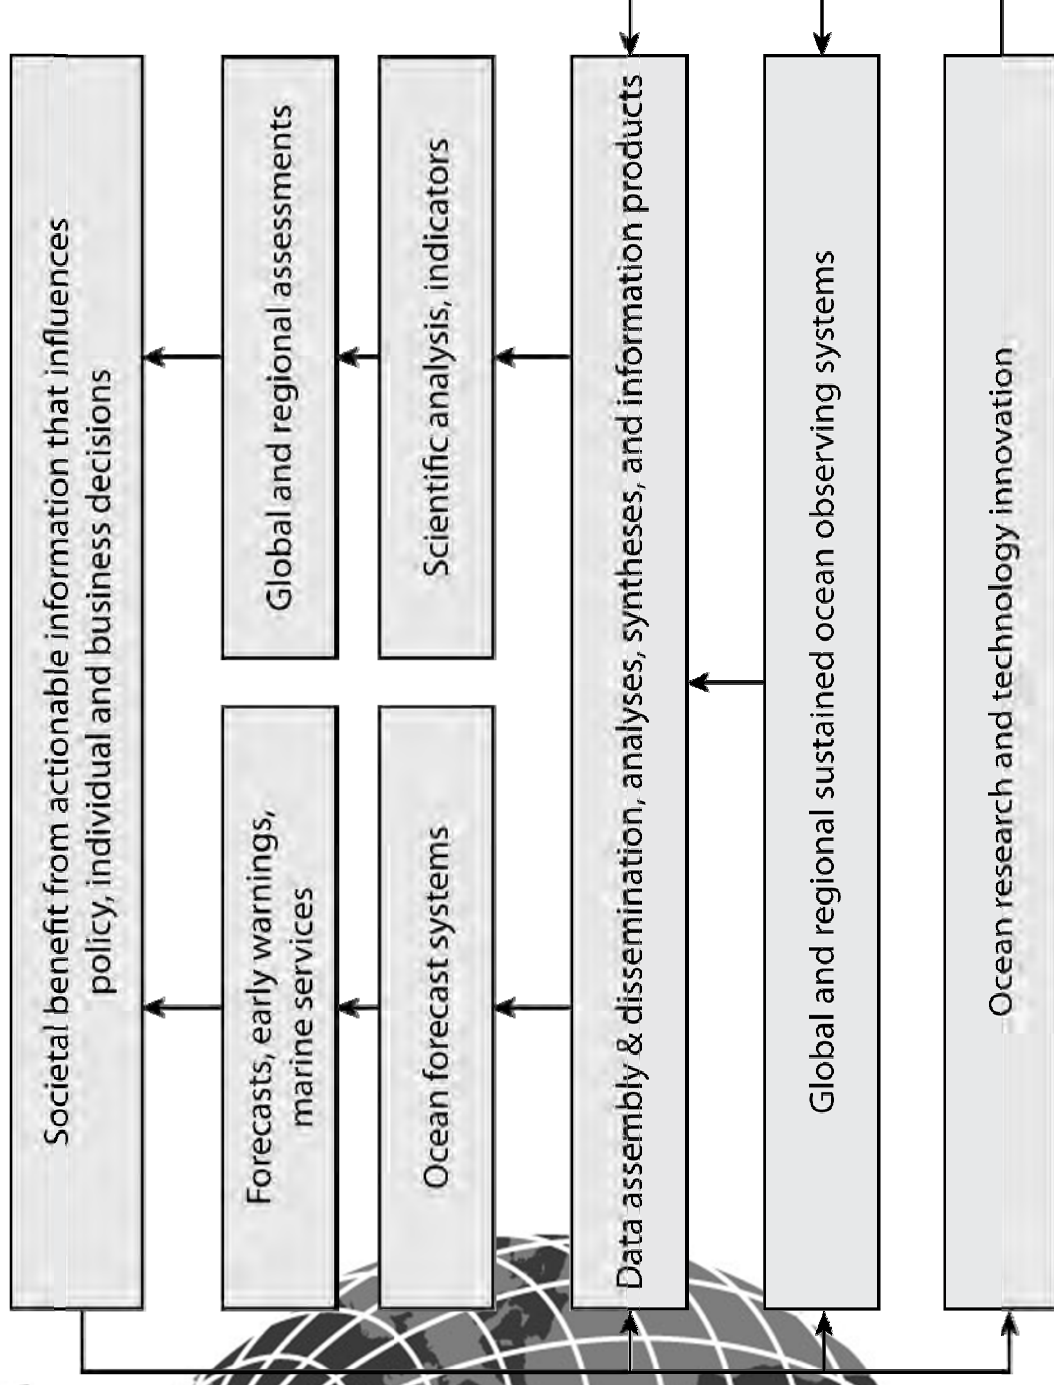 Societal benefit from actionable information that influences
policy, individual and business decisions
Forecasts, early warnings,
marine services
Global and regional assessments
Ocean forecast systems
Scientific analysis, indicators
Data assembly & dissemination, analyses, syntheses, and information products
Global and regional sustained ocean observing systems
Ocean research and technology innovation